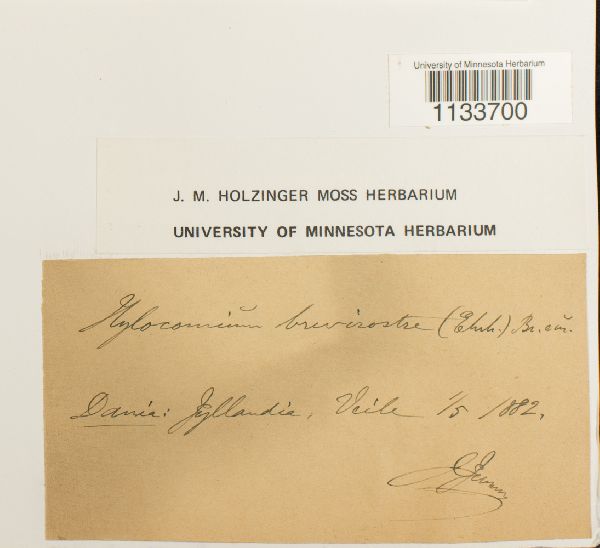 University of Minnesota Herbarium
1133700
J. M. HOLZINGER MOSS HERBARIUM
UNIVERSITY OF MINNESOTA HERBARIUM
Hylocomium brevirostre (Ehrh.) Br. eur.
Dania: Jyllandia, Veile 1/5 1882.